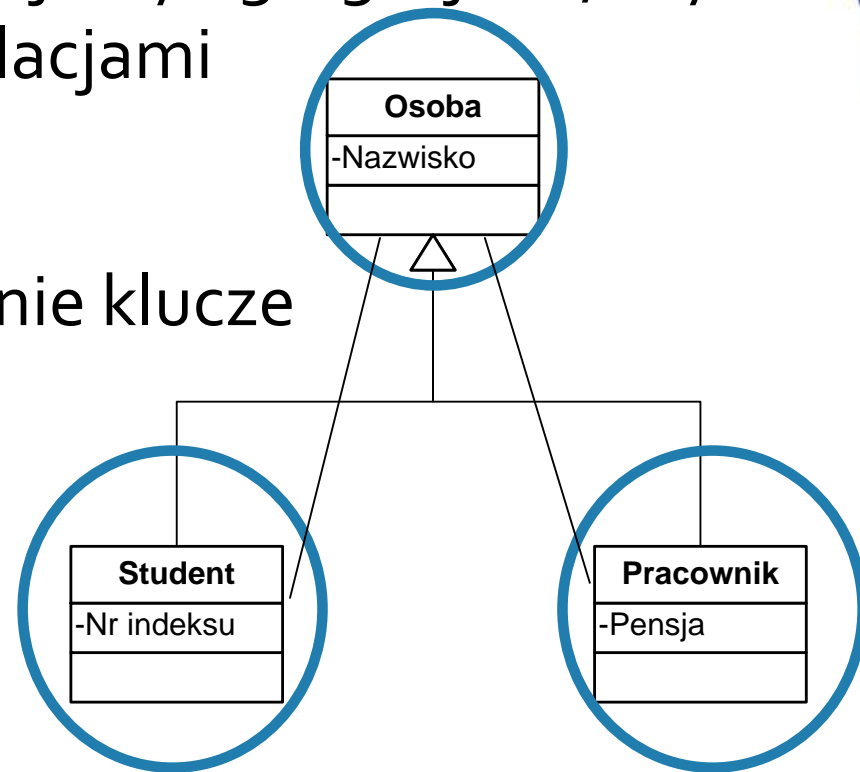 lacjami
Osoba
-Nazwisko
nie klucze
Student
-Nr indeksu
Pracownik
-Pensja